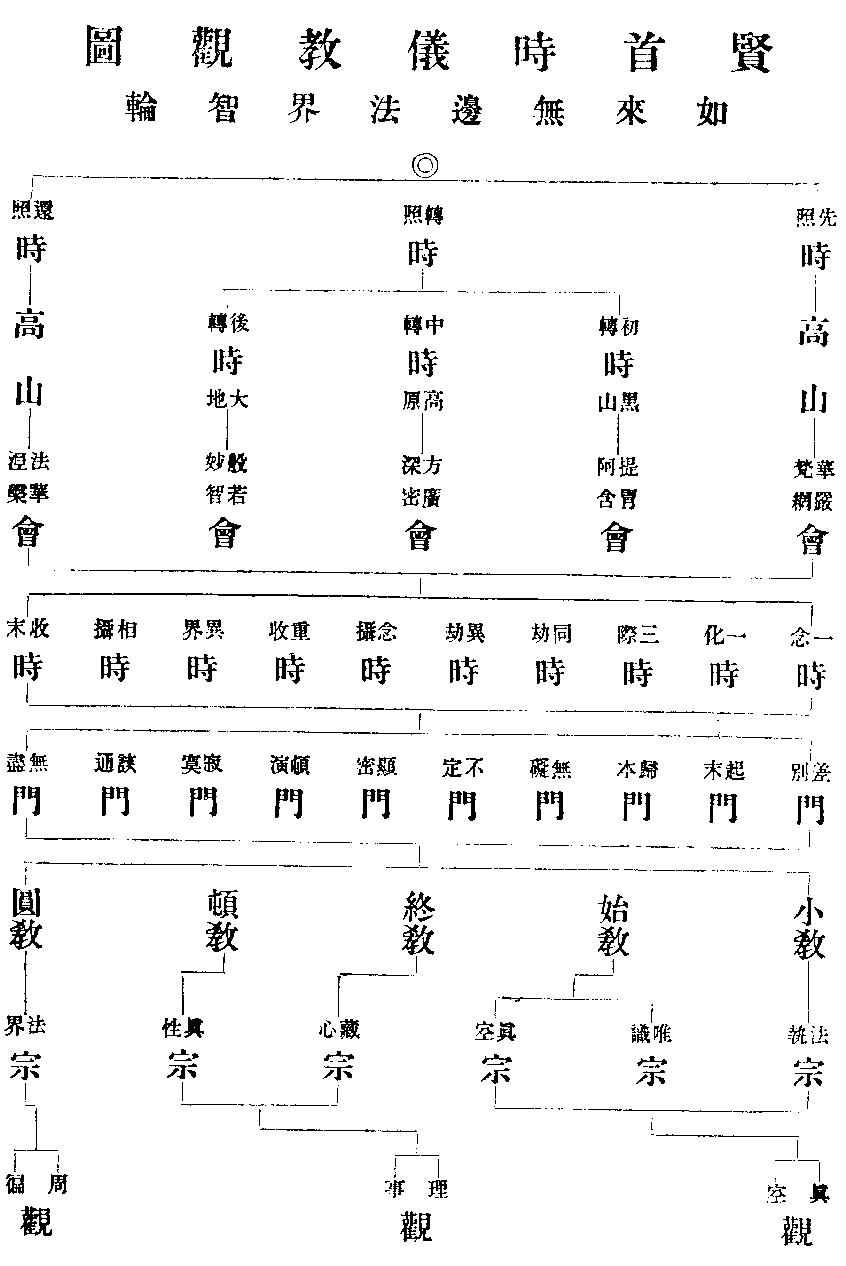 賢首時儀教觀圖
如來無邊法界智輪
先照時 轉照時 還照時
初轉時 中轉時 後轉時
高山 黑山 高原 大地 高山
華嚴梵網會 提胃阿含會 方廣深密會 般若妙智會 法華涅槃會
一念時 一化時 三際時 同劫時 異劫時 念攝時 重收時 異界時 相攝時 收末時
差別門 起末門 歸本門 無礙門 不定門 顯密門 頓演門 寂寞門 該通門 無盡門
小教 始教 終教 頓教 圓教
法執宗 唯識宗 真空宗 藏心宗 真性宗 法界宗
真空觀 理事觀 周徧觀